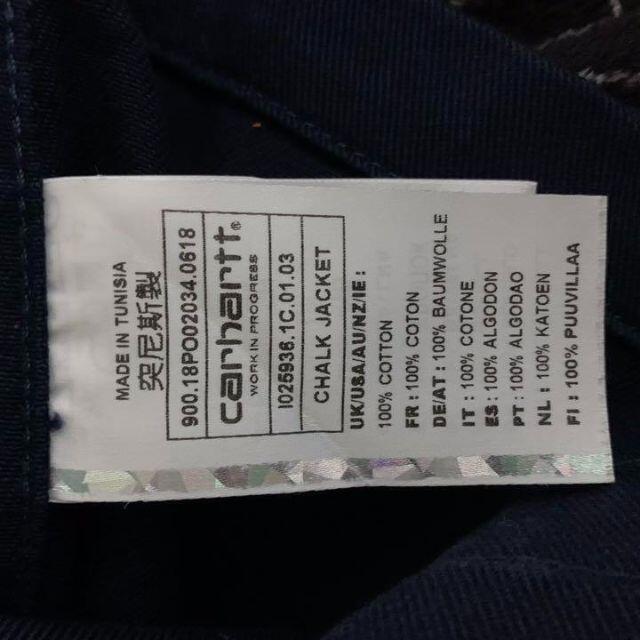 MADE IN TUNISIA
突尼斯製
900.18PO02034.0618
carhartt®
WORK IN PROGRESS
I025936.1C.01.03
CHALK JACKET
UK/USA/AU/NZ/IE:
100% COTTON
FR: 100% COTON
DE/AT: 100% BAUMWOLLE
IT: 100% COTONE
ES: 100% ALGODON
PT: 100% ALGODAO
NL: 100% KATOEN
FI: 100% PUUVILLAA